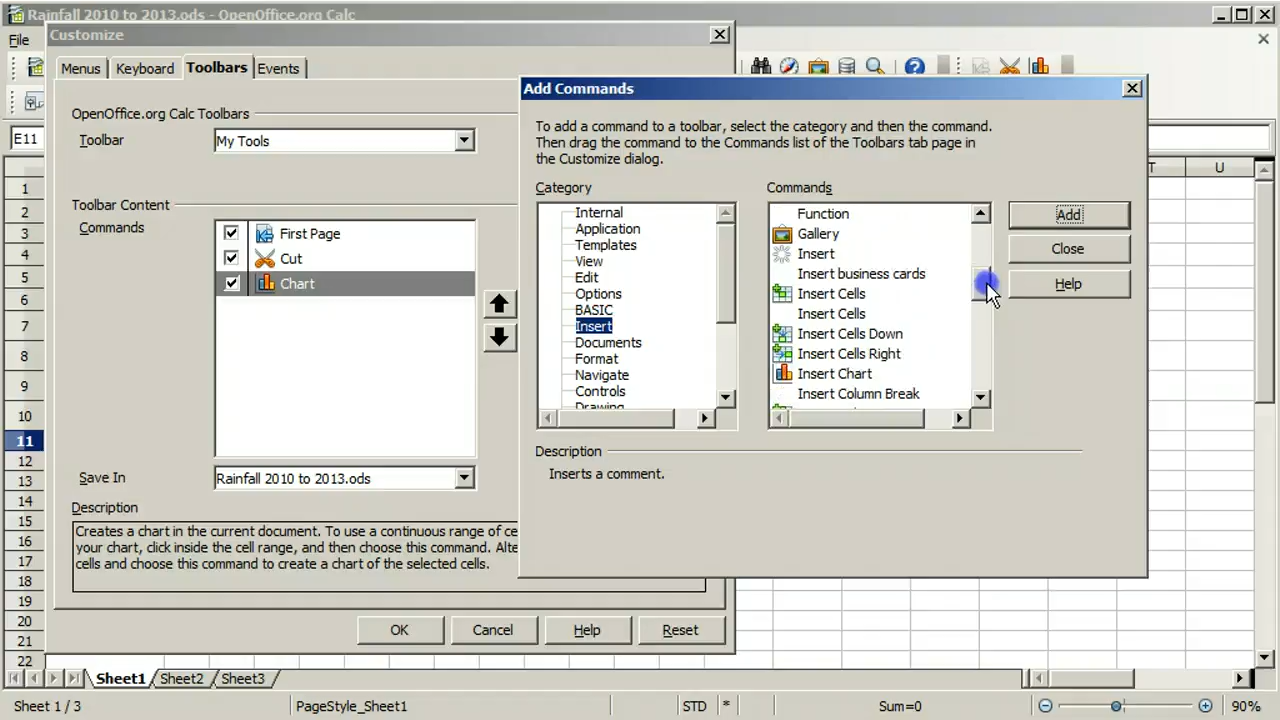 Rainfall 2010 to 2013.ods - OpenOffice.org Calc
File
Customize
Menus
Keyboard
Toolbars
Events
OpenOffice.org Calc Toolbars
Toolbar
My Tools
Toolbar Content
Commands
First Page
Cut
Chart
Save In
Rainfall 2010 to 2013.ods
Description
Creates a chart in the current document. To use a continuous range of ce
your chart, click inside the cell range, and then choose this command. Alte
cells and choose this command to create a chart of the selected cells.
OK
Cancel
Help
Reset
Add Commands
To add a command to a toolbar, select the category and then the command.
Then drag the command to the Commands list of the Toolbars tab page in
the Customize dialog.
Category
Internal
Application
Templates
View
Edit
Options
BASIC
Insert
Documents
Format
Navigate
Controls
Drawing
Commands
Function
Gallery
Insert
Insert business cards
Insert Cells
Insert Cells
Insert Cells Down
Insert Cells Right
Insert Chart
Insert Column Break
Add
Close
Help
Description
Inserts a comment.
E11
T
U
1
2
3
4
5
6
7
8
9
10
11
12
13
14
15
16
17
18
19
20
21
22
Sheet1
Sheet2
Sheet3
Sheet 1 / 3
PageStyle_Sheet1
STD
*
Sum=0
90%